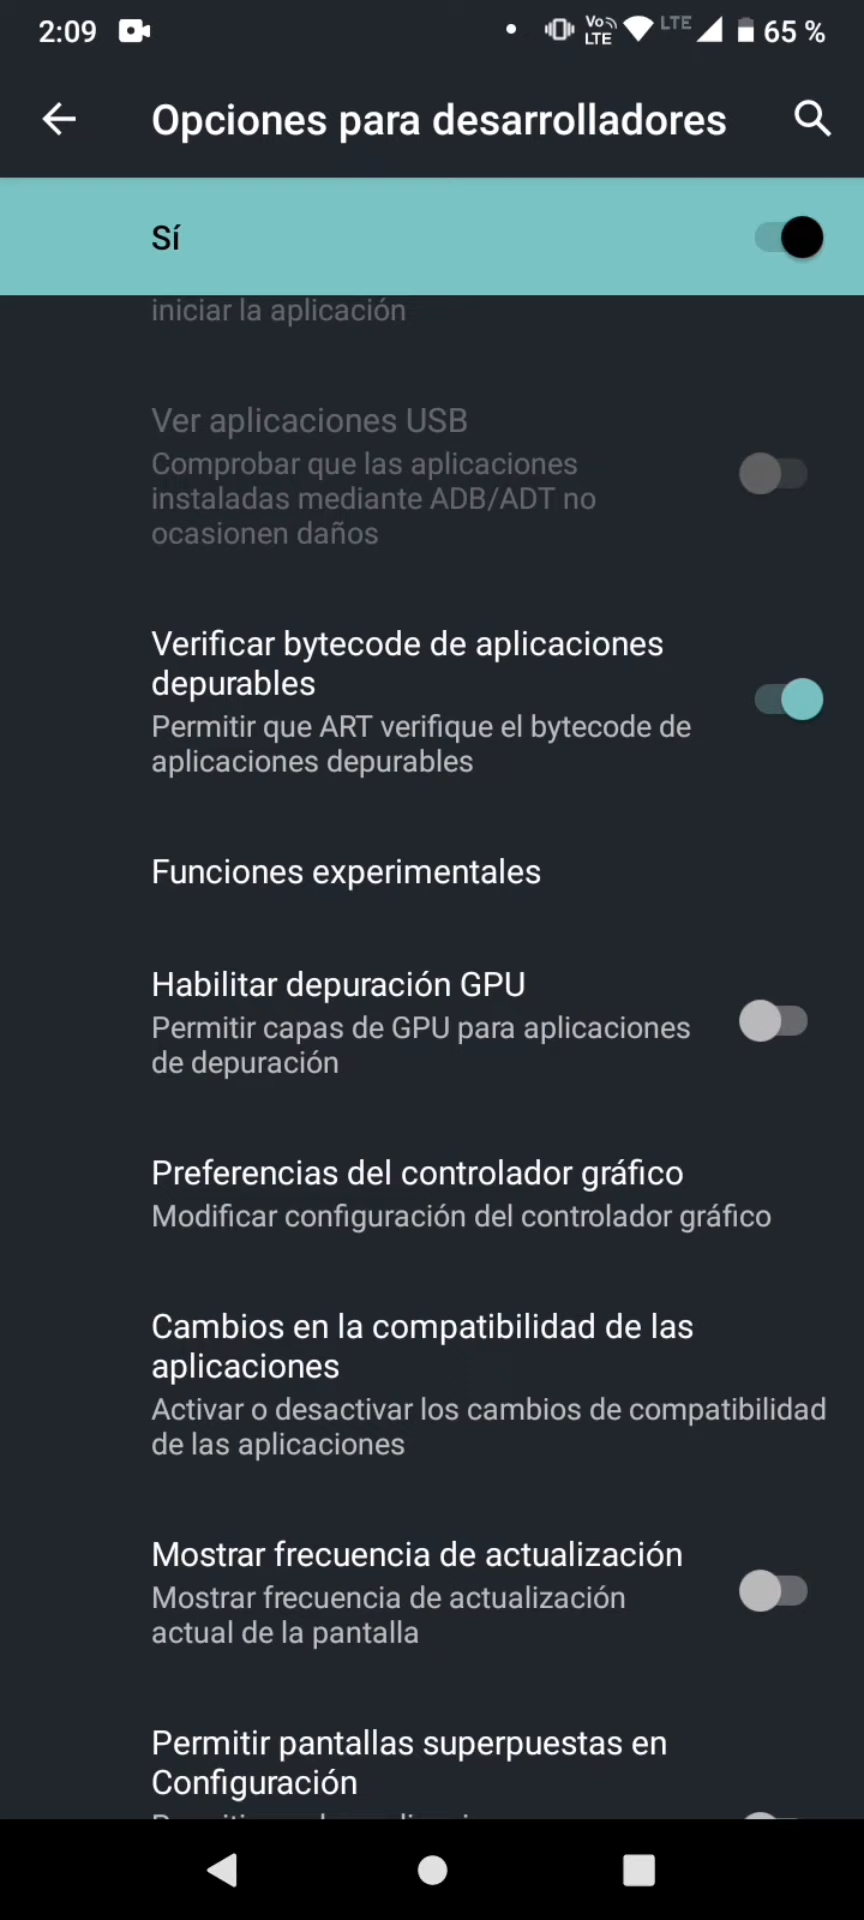 2:09
Vo LTE LTE 65 %
Opciones para desarrolladores
Sí
iniciar la aplicación
Ver aplicaciones USB
Comprobar que las aplicaciones
instaladas mediante ADB/ADT no
ocasionen daños
Verificar bytecode de aplicaciones
depurables
Permitir que ART verifique el bytecode de
aplicaciones depurables
Funciones experimentales
Habilitar depuración GPU
Permitir capas de GPU para aplicaciones
de depuración
Preferencias del controlador gráfico
Modificar configuración del controlador gráfico
Cambios en la compatibilidad de las
aplicaciones
Activar o desactivar los cambios de compatibilidad
de las aplicaciones
Mostrar frecuencia de actualización
Mostrar frecuencia de actualización
actual de la pantalla
Permitir pantallas superpuestas en
Configuración